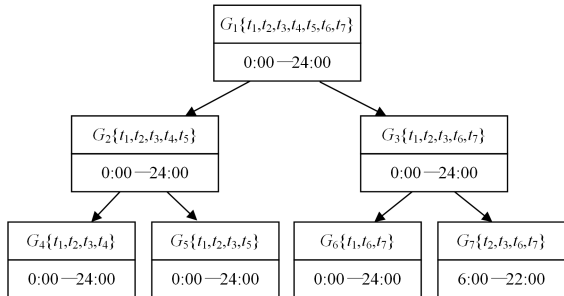 G₁{t₁,t₂,t₃,t₄,t₅,t₆,t₇}
0:00—24:00
G₂{t₁,t₂,t₃,t₄,t₅}
G₃{t₁,t₂,t₃,t₆,t₇}
0:00—24:00
0:00—24:00
G₄{t₁,t₂,t₃,t₄}
G₅{t₁,t₂,t₃,t₅}
G₆{t₁,t₆,t₇}
G₇{t₂,t₃,t₆,t₇}
0:00—24:00
0:00—24:00
0:00—24:00
6:00—22:00